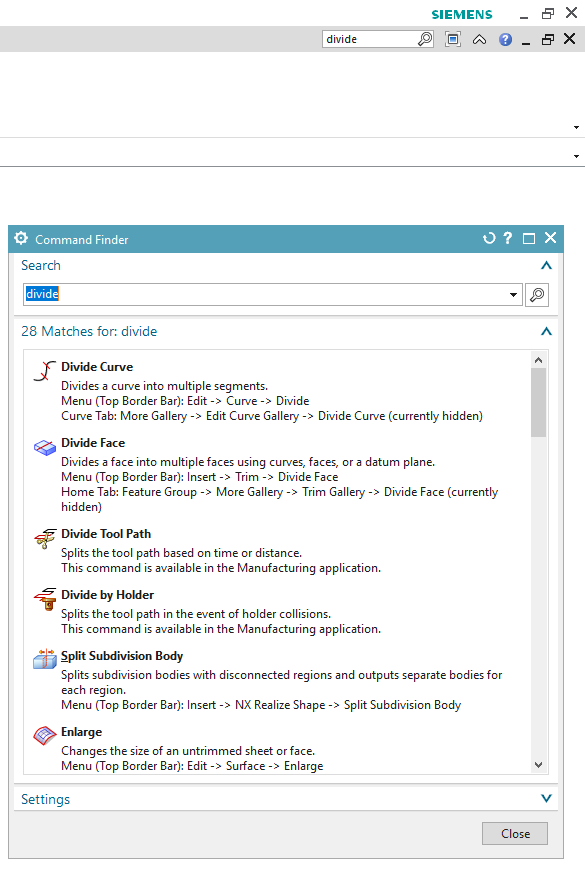 SIEMENS
divide
Command Finder
Search
divide
28 Matches for: divide
Divide Curve
Divides a curve into multiple segments.
Menu (Top Border Bar): Edit -> Curve -> Divide
Curve Tab: More Gallery -> Edit Curve Gallery -> Divide Curve (currently hidden)
Divide Face
Divides a face into multiple faces using curves, faces, or a datum plane.
Menu (Top Border Bar): Insert -> Trim -> Divide Face
Home Tab: Feature Group -> More Gallery -> Trim Gallery -> Divide Face (currently
hidden)
Divide Tool Path
Splits the tool path based on time or distance.
This command is available in the Manufacturing application.
Divide by Holder
Splits the tool path in the event of holder collisions.
This command is available in the Manufacturing application.
Split Subdivision Body
Splits subdivision bodies with disconnected regions and outputs separate bodies for
each region.
Menu (Top Border Bar): Insert -> NX Realize Shape -> Split Subdivision Body
Enlarge
Changes the size of an untrimmed sheet or face.
Menu (Top Border Bar): Edit -> Surface -> Enlarge
Settings
Close